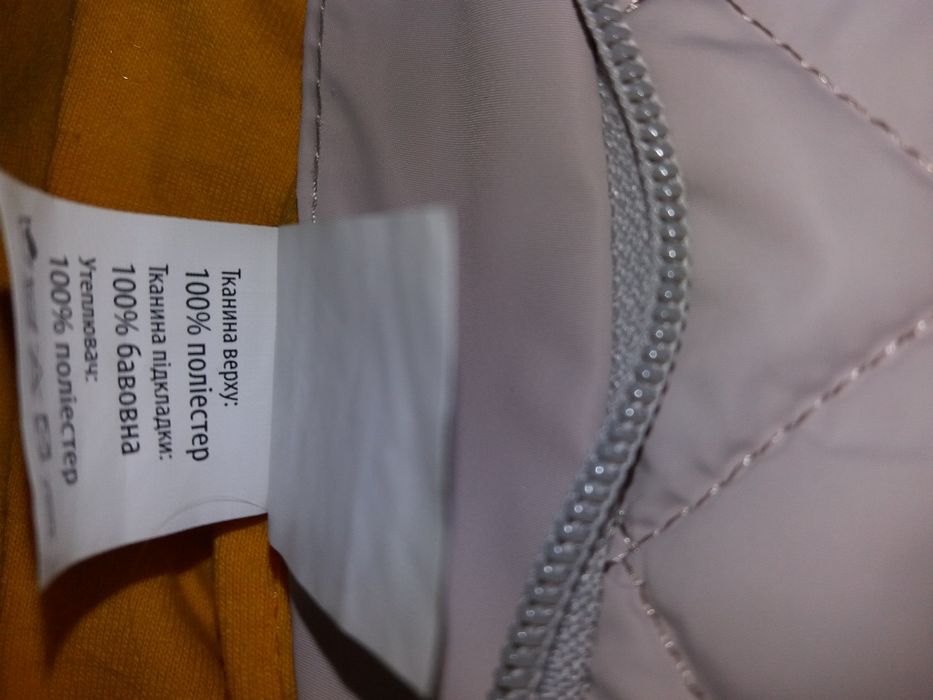 Тканина верху:
100% поліестер
Тканина підкладки:
100% бавовна
Утеплювач:
100% поліестер